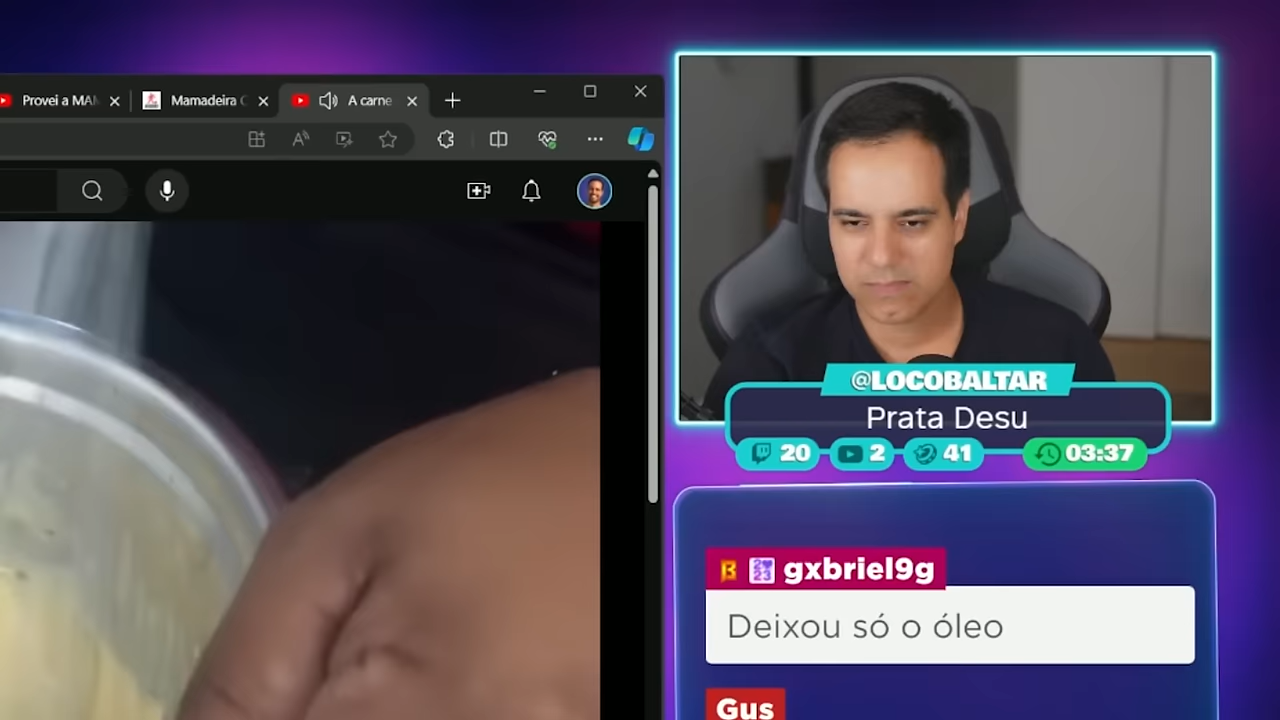 Provei a MA
Mamadeira
A carne
@LOCOBALTAR
Prata Desu
20
2
41
03:37
gxbriel9g
Deixou só o óleo
Gus